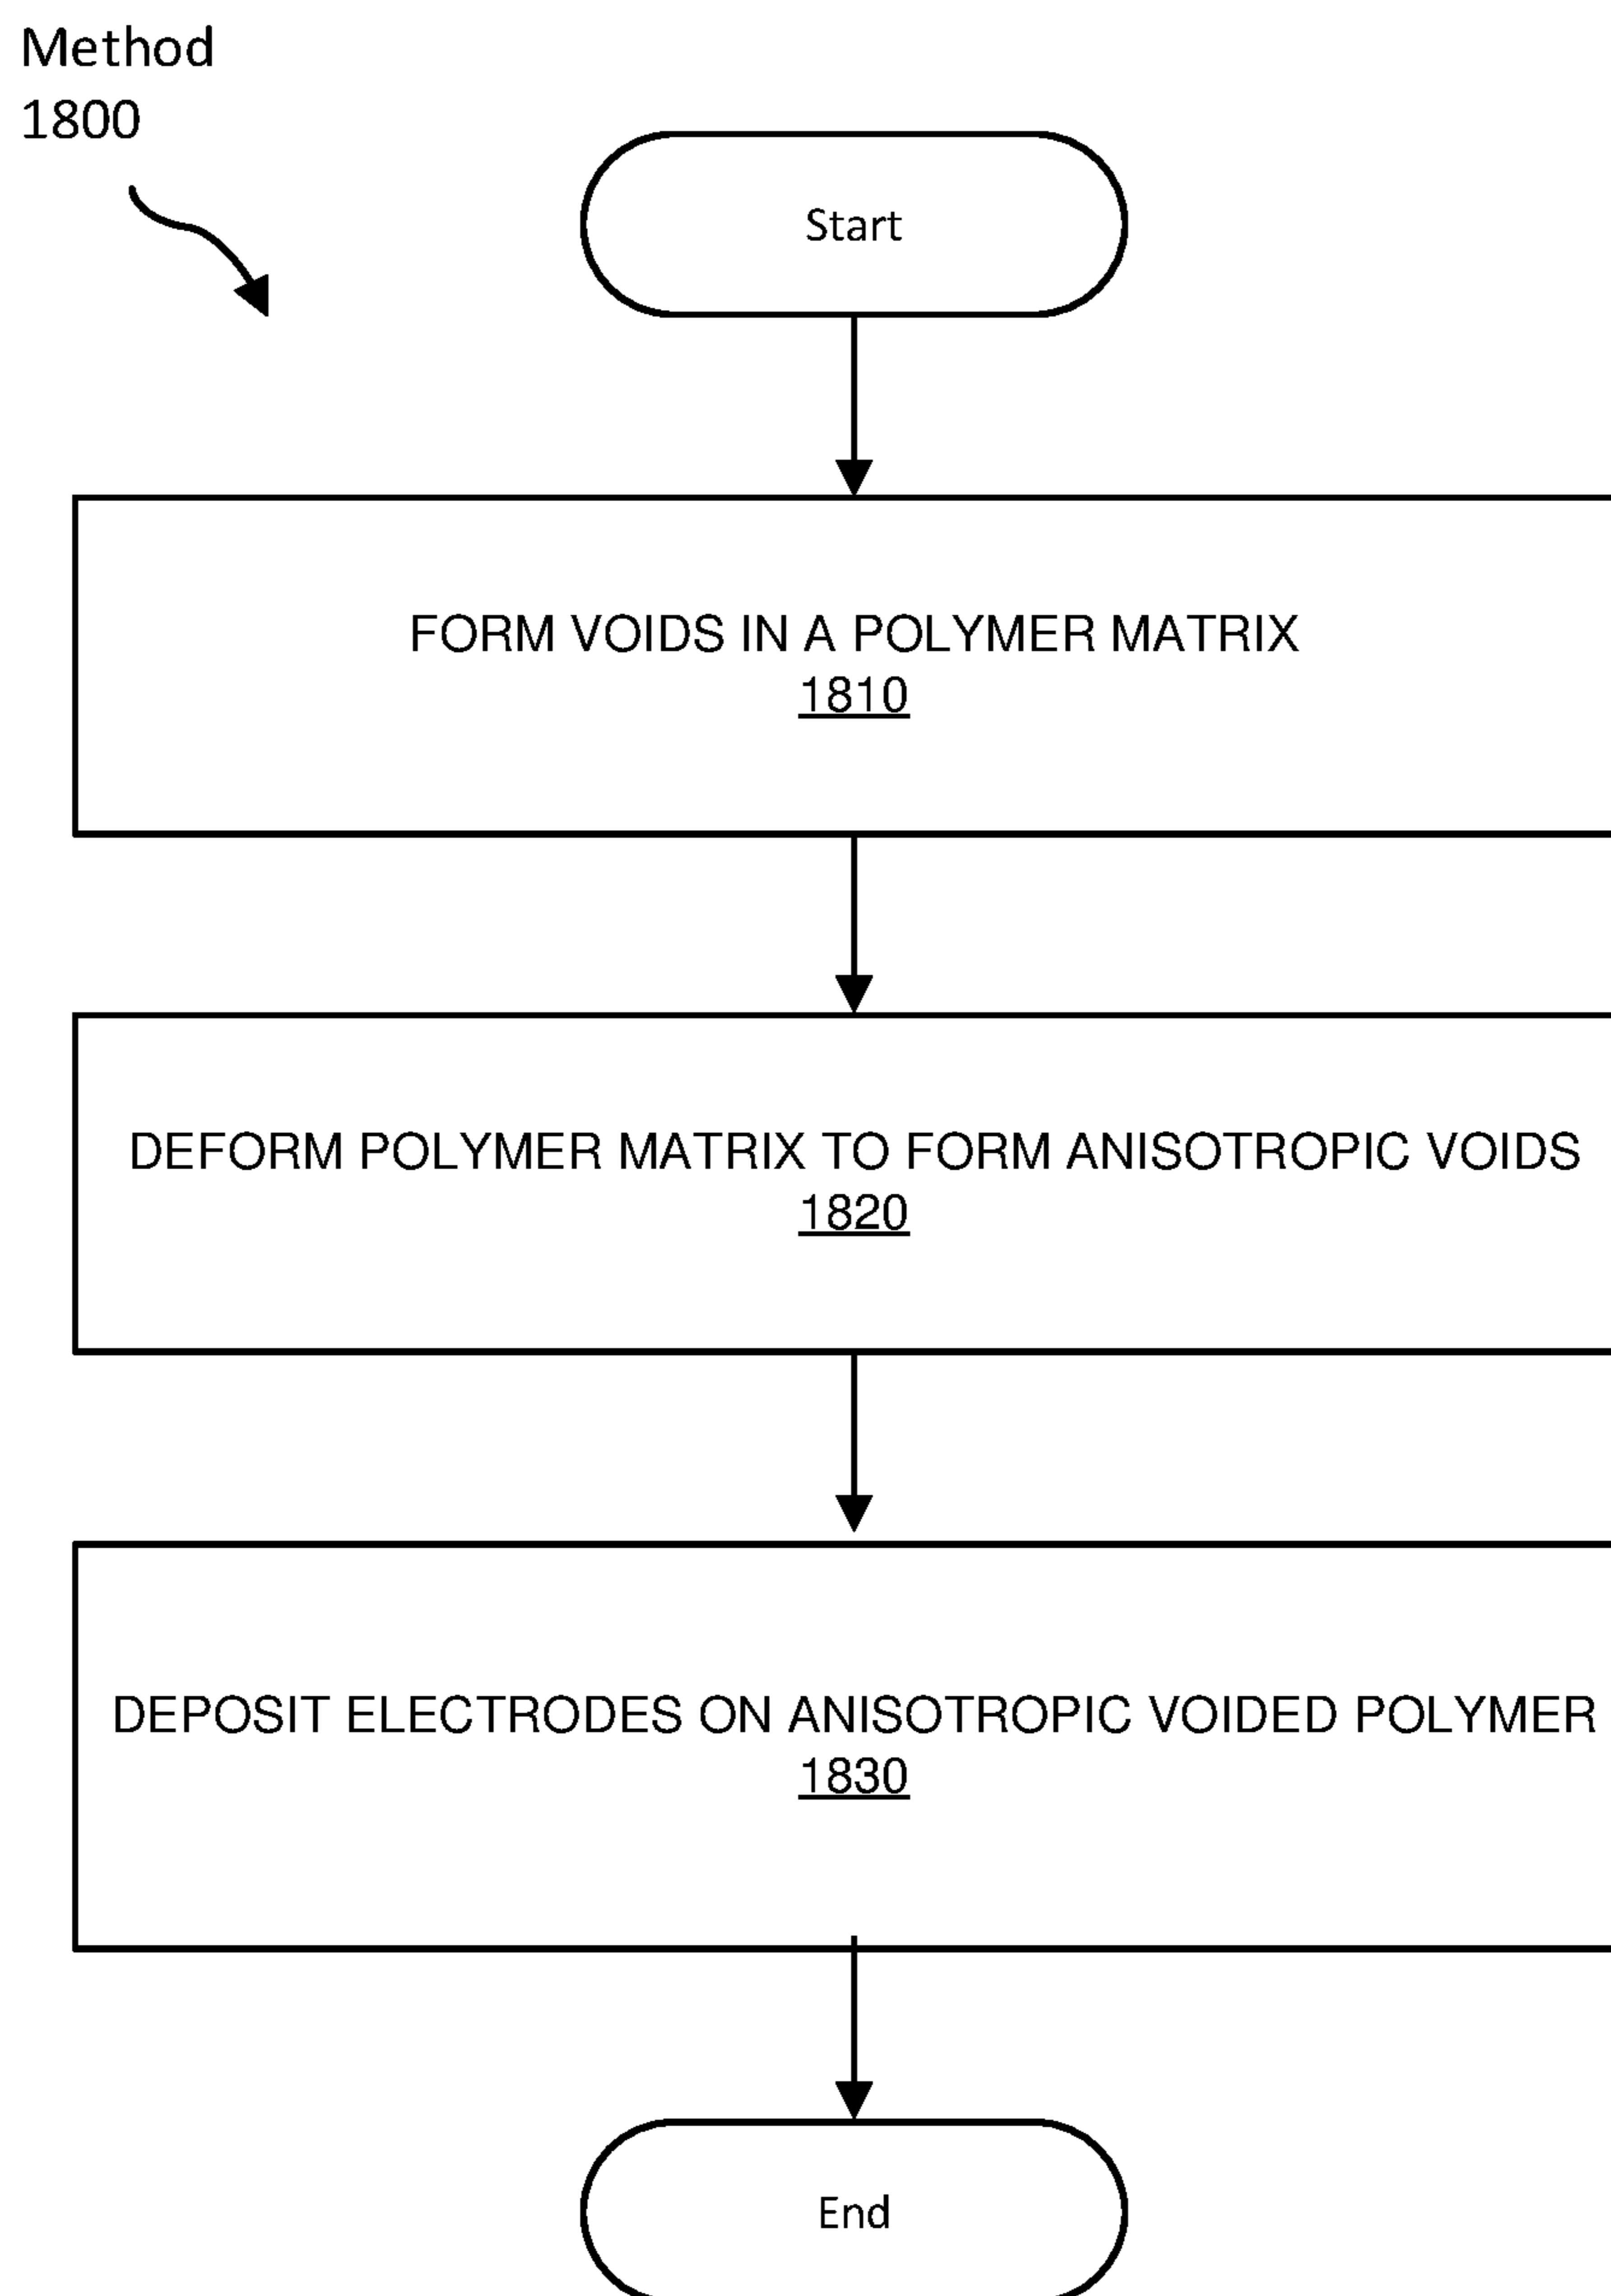 Method
1800
Start
FORM VOIDS IN A POLYMER MATRIX
1810
DEFORM POLYMER MATRIX TO FORM ANISOTROPIC VOIDS
1820
DEPOSIT ELECTRODES ON ANISOTROPIC VOIDED POLYMER
1830
End